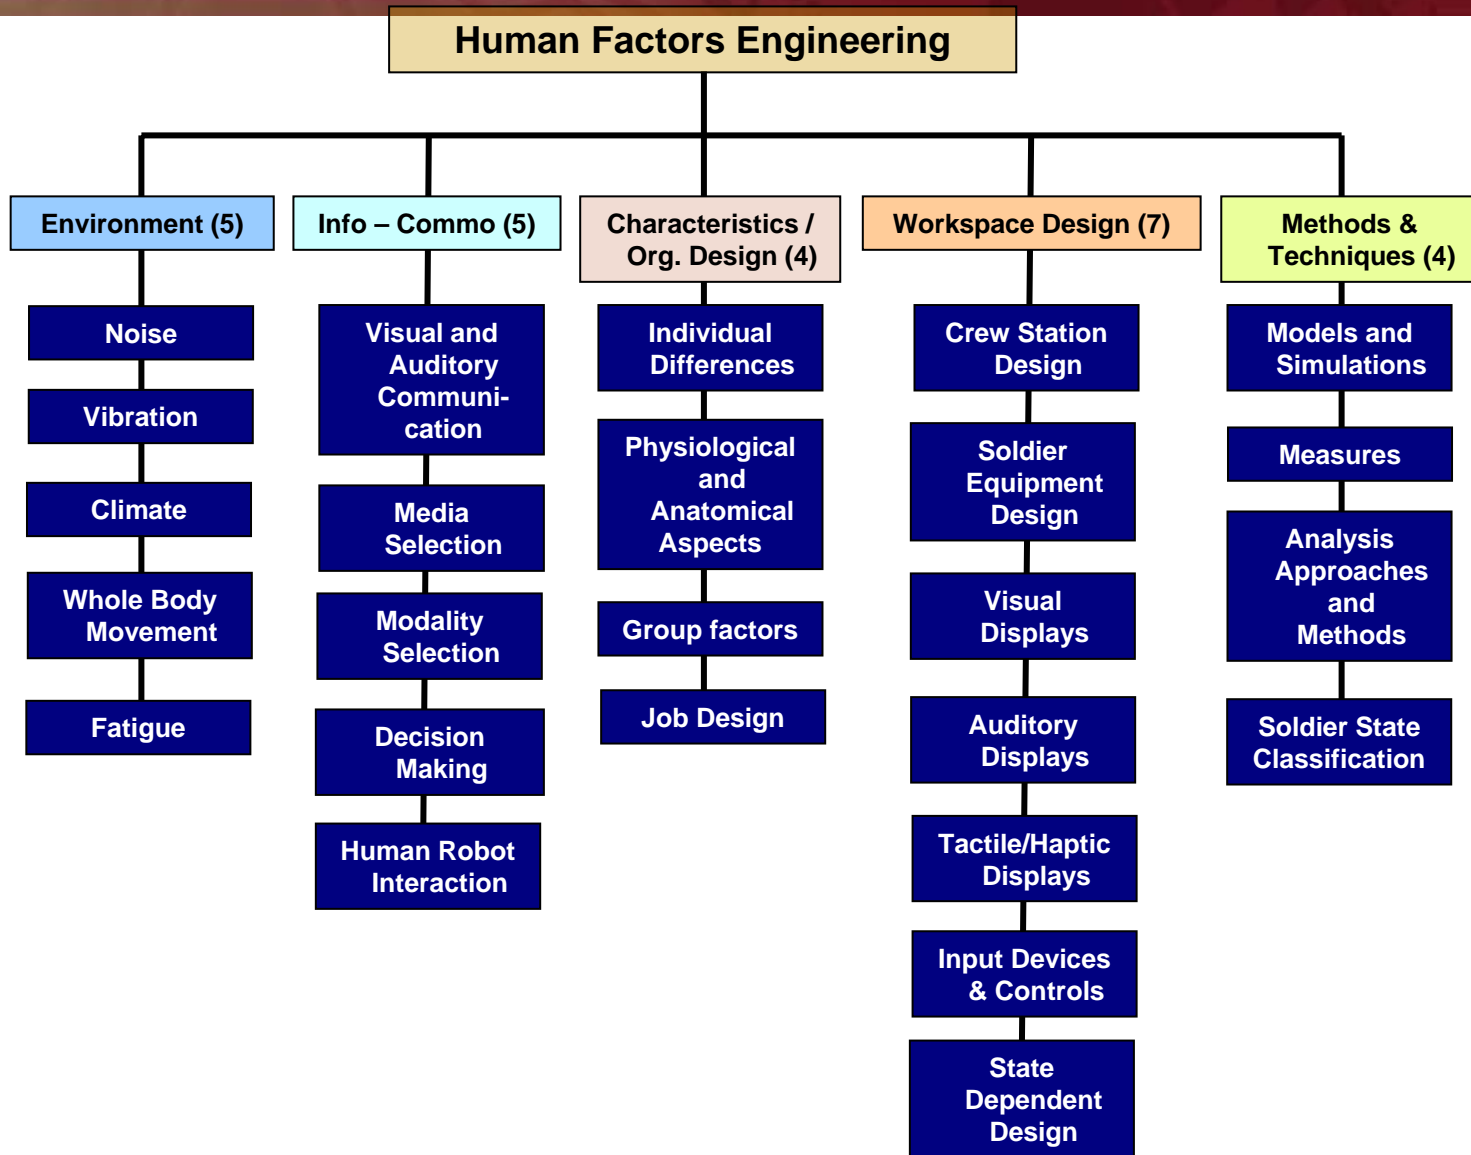 Human Factors Engineering
Environment (5)
Noise
Vibration
Climate
Whole Body
Movement
Fatigue
Info – Commo (5)
Visual and
Auditory
Communi-
cation
Media
Selection
Modality
Selection
Decision
Making
Human Robot
Interaction
Characteristics /
Org. Design (4)
Individual
Differences
Physiological
and
Anatomical
Aspects
Group factors
Job Design
Workspace Design (7)
Crew Station
Design
Soldier
Equipment
Design
Visual
Displays
Auditory
Displays
Tactile/Haptic
Displays
Input Devices
& Controls
State
Dependent
Design
Methods &
Techniques (4)
Models and
Simulations
Measures
Analysis
Approaches
and
Methods
Soldier State
Classification